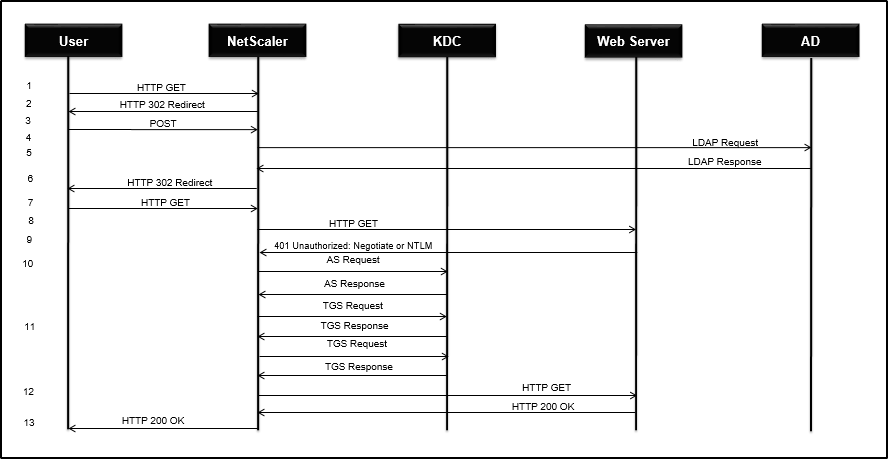 User NetScaler KDC Web Server AD
1 HTTP GET
2 HTTP 302 Redirect
3 POST
4 LDAP Request
5 LDAP Response
6 HTTP 302 Redirect
7 HTTP GET
8 HTTP GET
9 401 Unauthorized: Negotiate or NTLM
10 AS Request
AS Response
TGS Request
11 TGS Response
TGS Request
TGS Response
12 HTTP GET
HTTP 200 OK
13 HTTP 200 OK